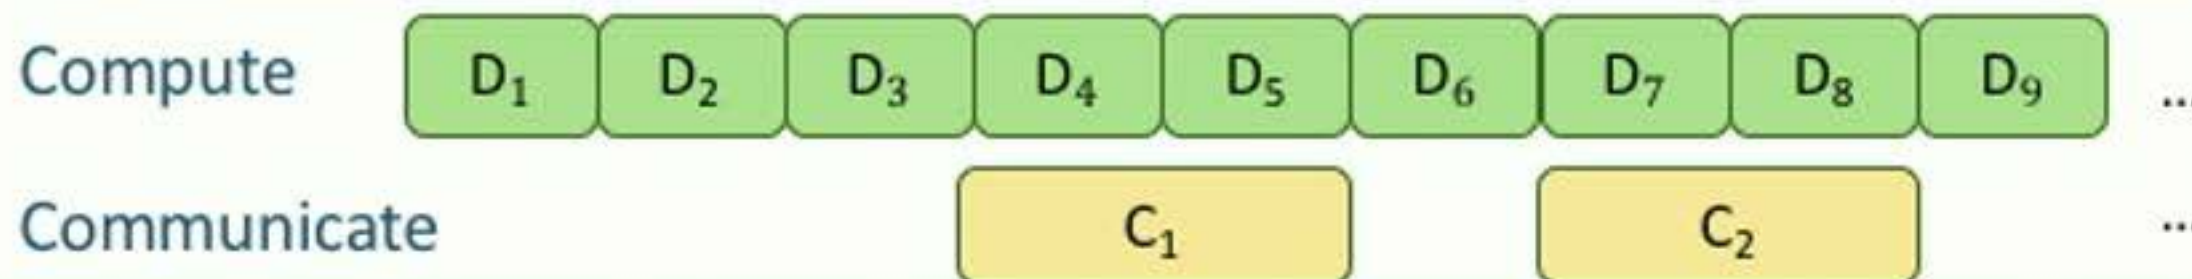 Compute D₁ D₂ D₃ D₄ D₅ D₆ D₇ D₈ D₉ ...
Communicate C₁ C₂ ...